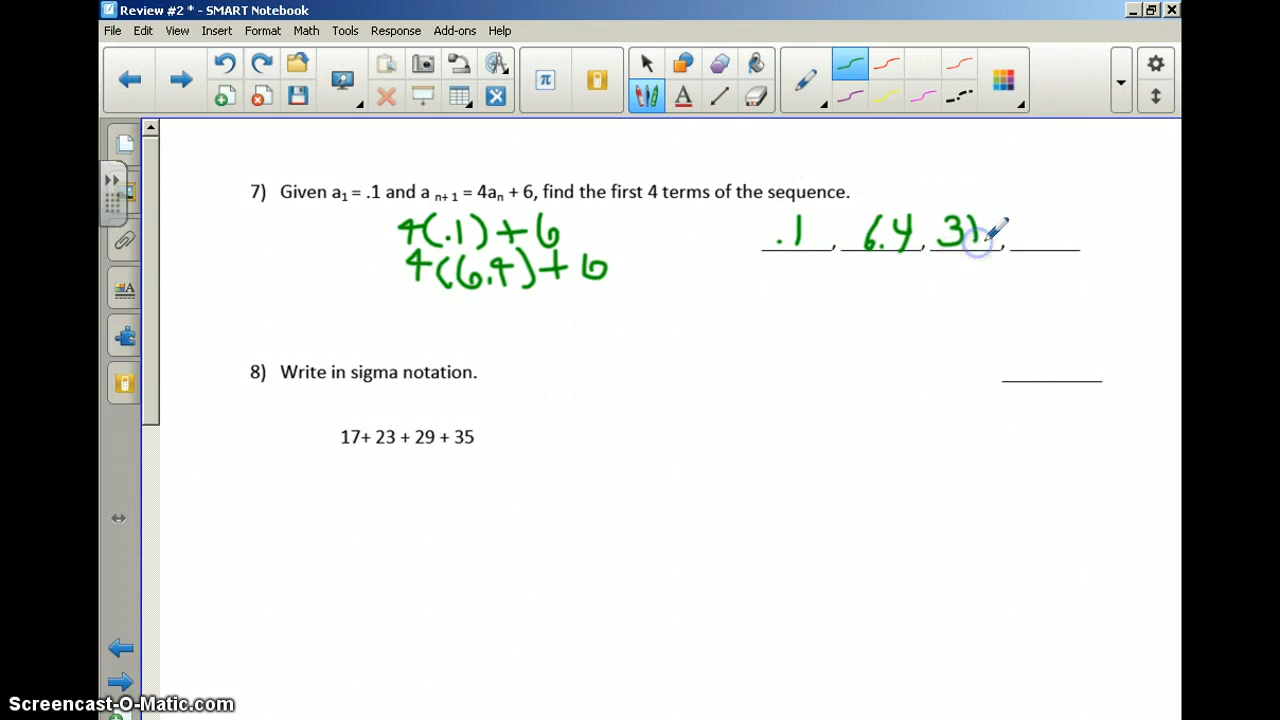 Review #2 * - SMART Notebook
File Edit View Insert Format Math Tools Response Add-ons Help
π A
A
7) Given a₁ = .1 and a ₙ₊₁ = 4aₙ + 6, find the first 4 terms of the sequence.
4(.1) + 6 .1 , 6.4 , 31 , ______
4(6.4) + 6
8) Write in sigma notation. ______
17+ 23 + 29 + 35
Screencast-O-Matic.com